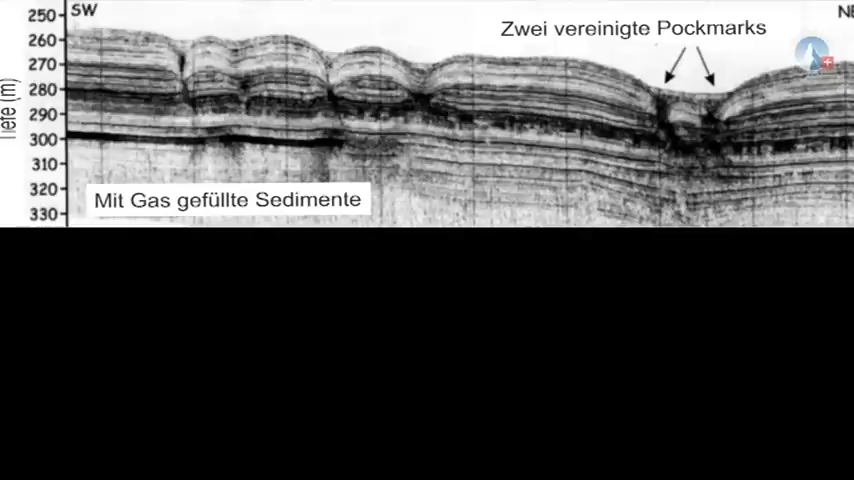 SW
NE
Zwei vereinigte Pockmarks
250
260
270
280
290
300
310
320
330
Tiefe (m)
Mit Gas gefüllte Sedimente